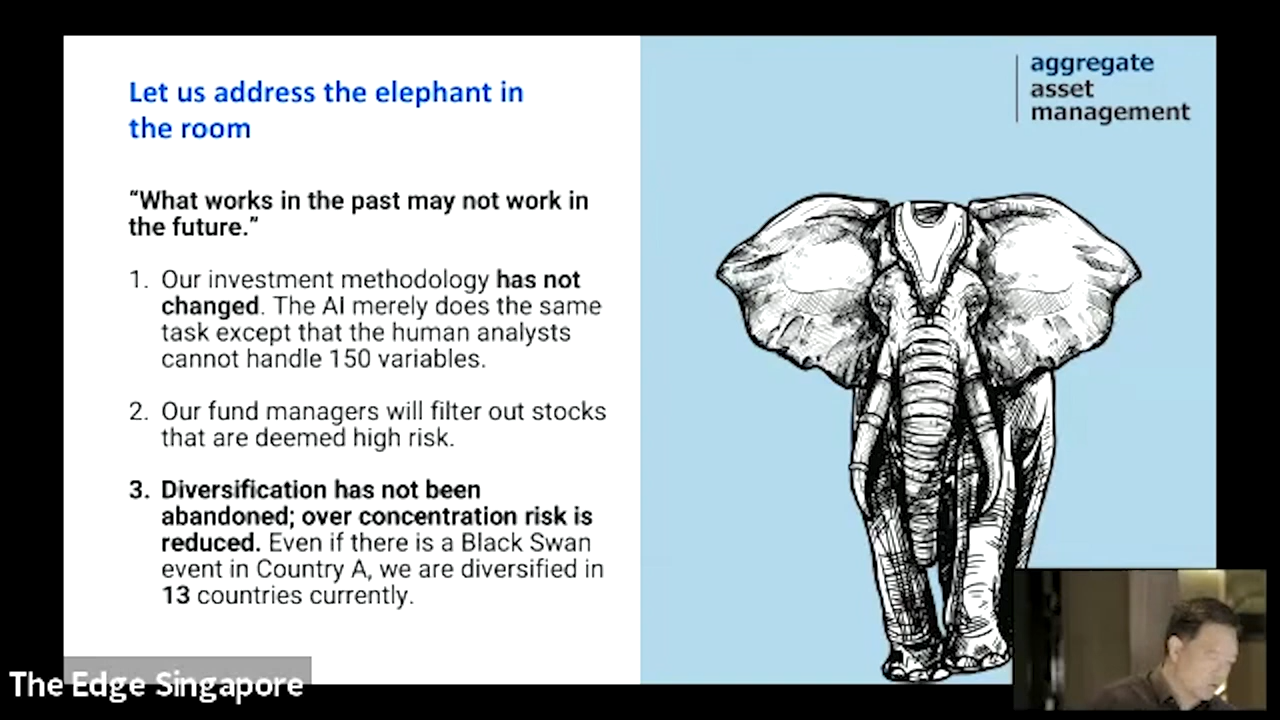 Let us address the elephant in
the room
“What works in the past may not work in
the future.”
1. Our investment methodology has not
changed. The AI merely does the same
task except that the human analysts
cannot handle 150 variables.
2. Our fund managers will filter out stocks
that are deemed high risk.
3. Diversification has not been
abandoned; over concentration risk is
reduced. Even if there is a Black Swan
event in Country A, we are diversified in
13 countries currently.
aggregate
asset
management
The Edge Singapore